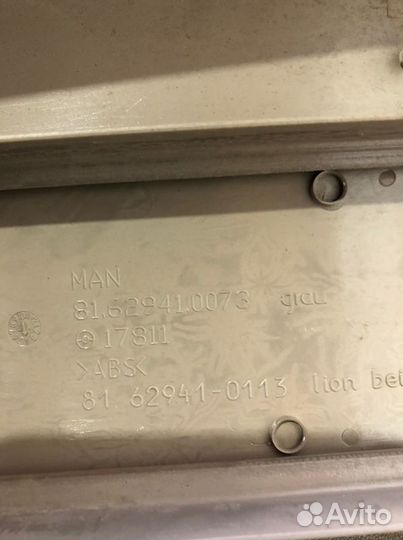 MAN
81.62941.0073 grau
17811
>ABS<
81.62941-0113 lion bei
Avito